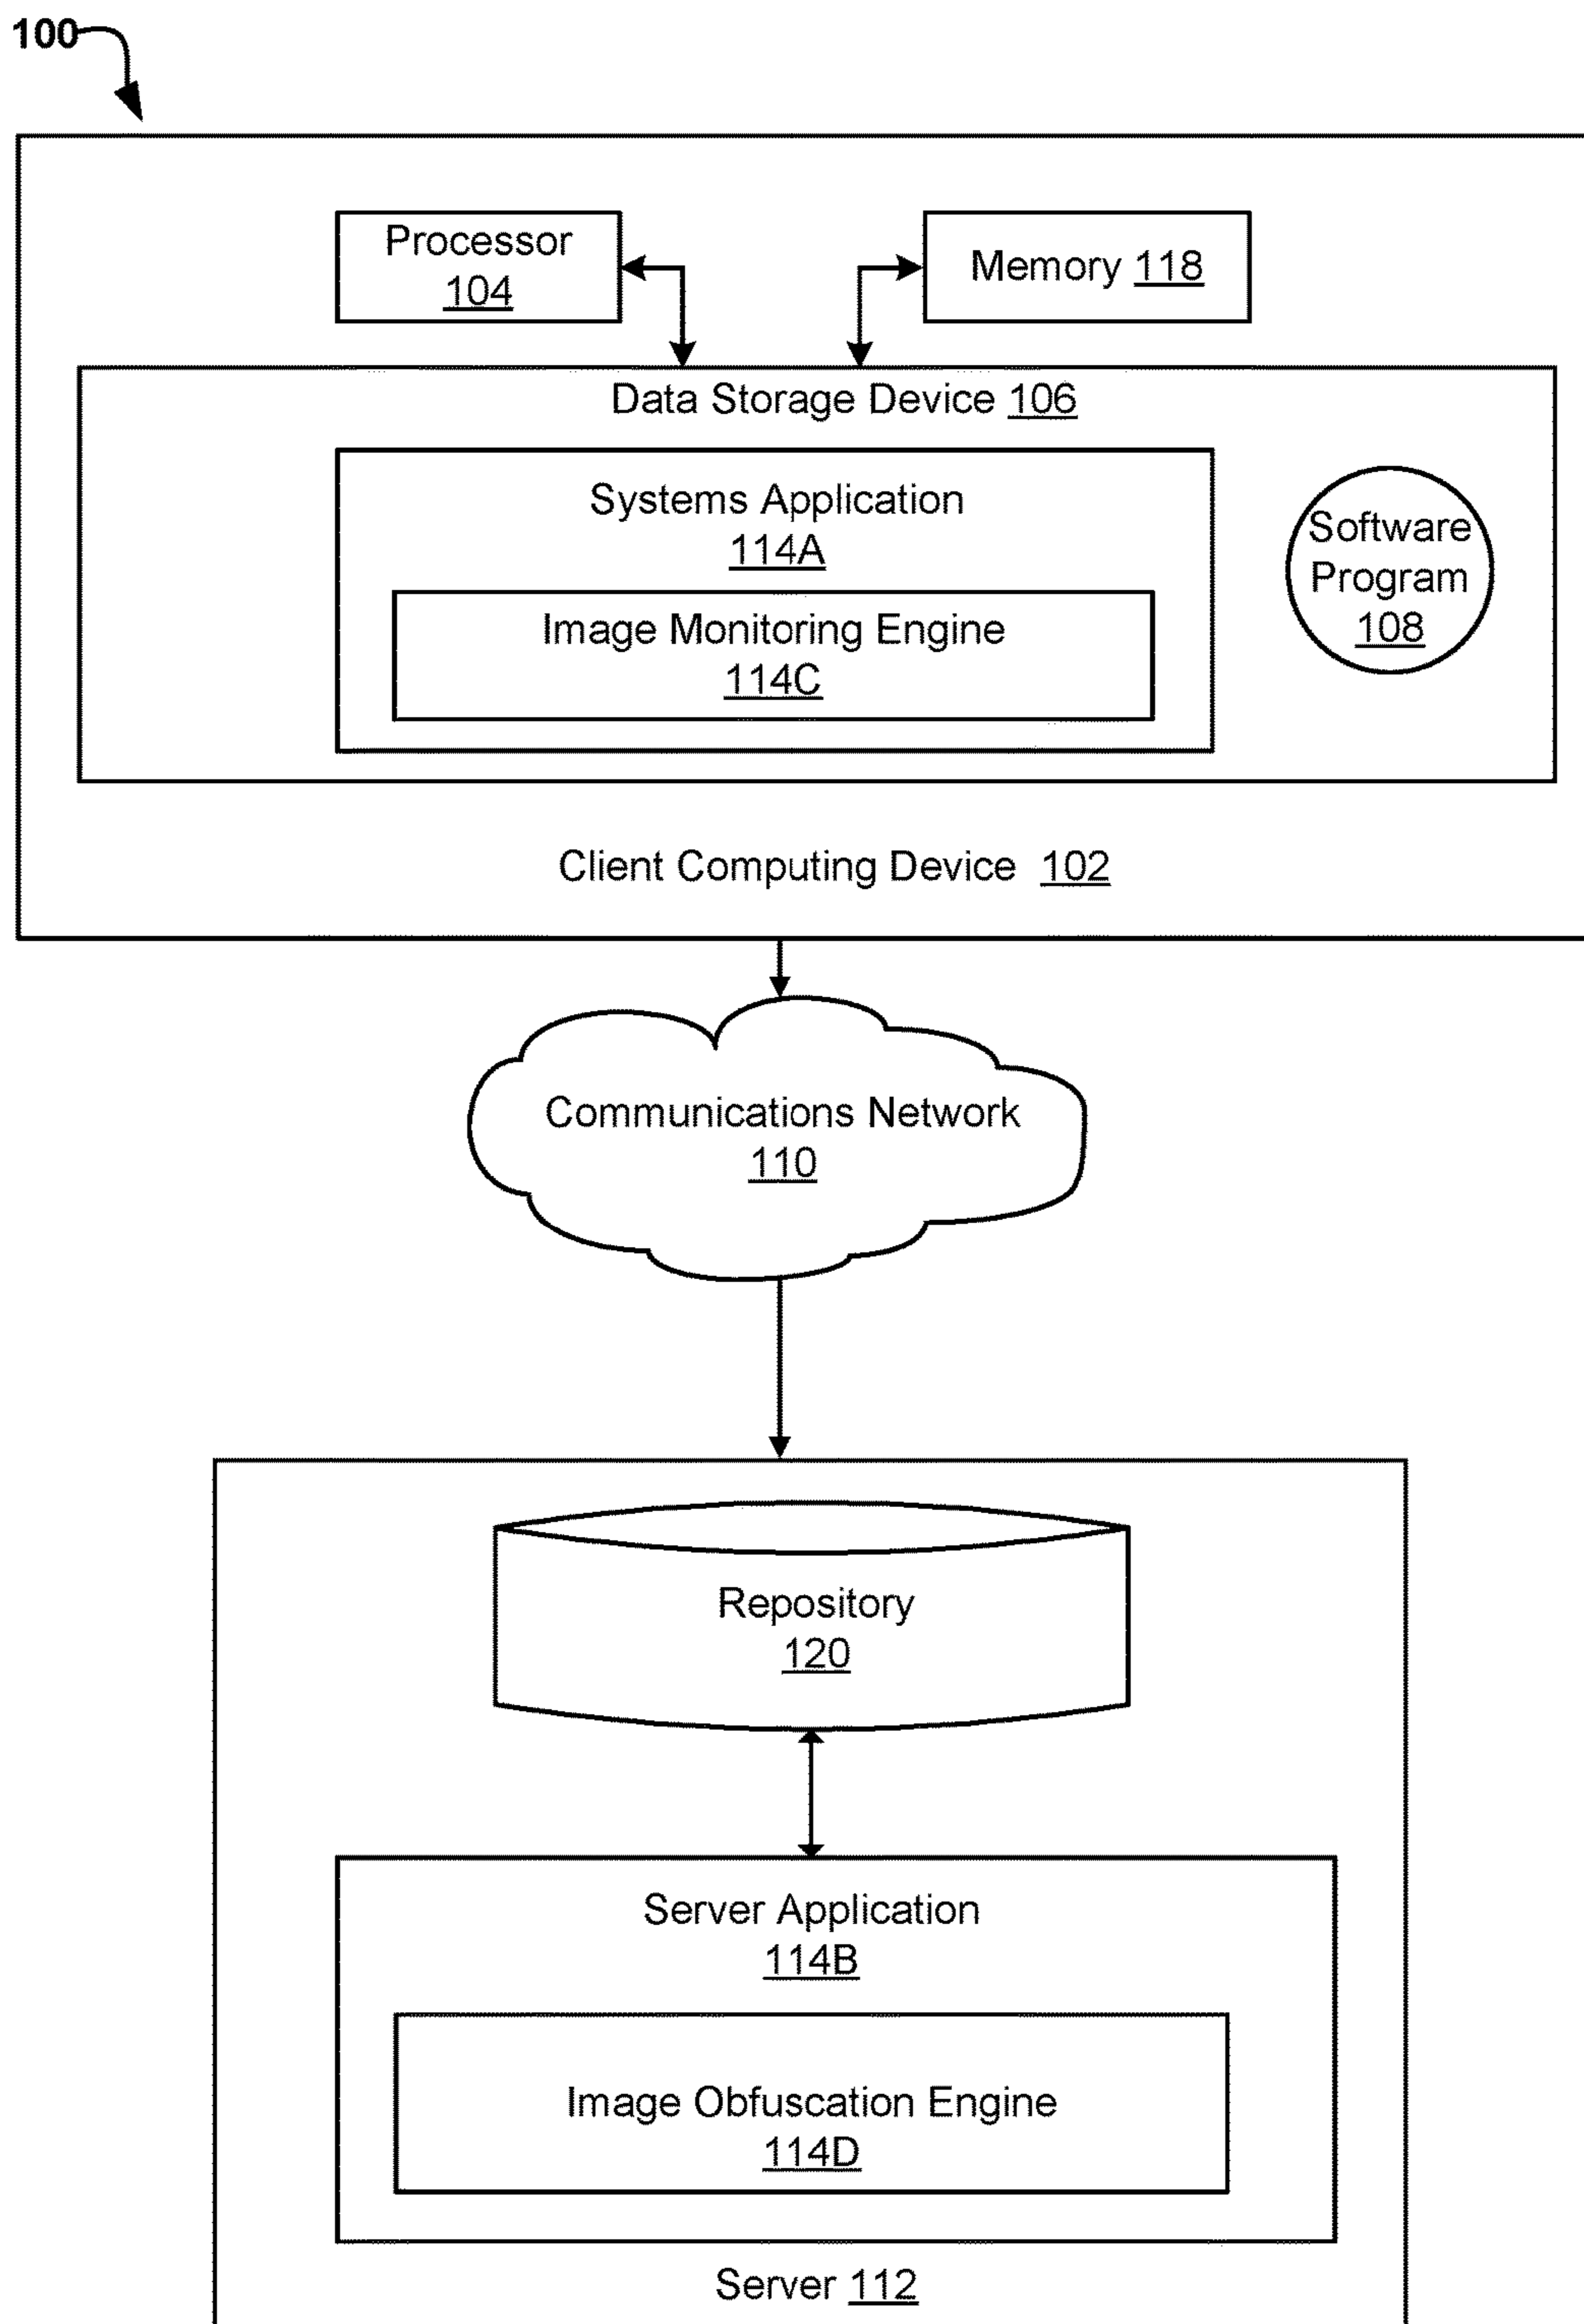 100
Processor
104
Memory 118
Data Storage Device 106
Systems Application
114A
Image Monitoring Engine
114C
Software
Program
108
Client Computing Device 102
Communications Network
110
Repository
120
Server Application
114B
Image Obfuscation Engine
114D
Server 112